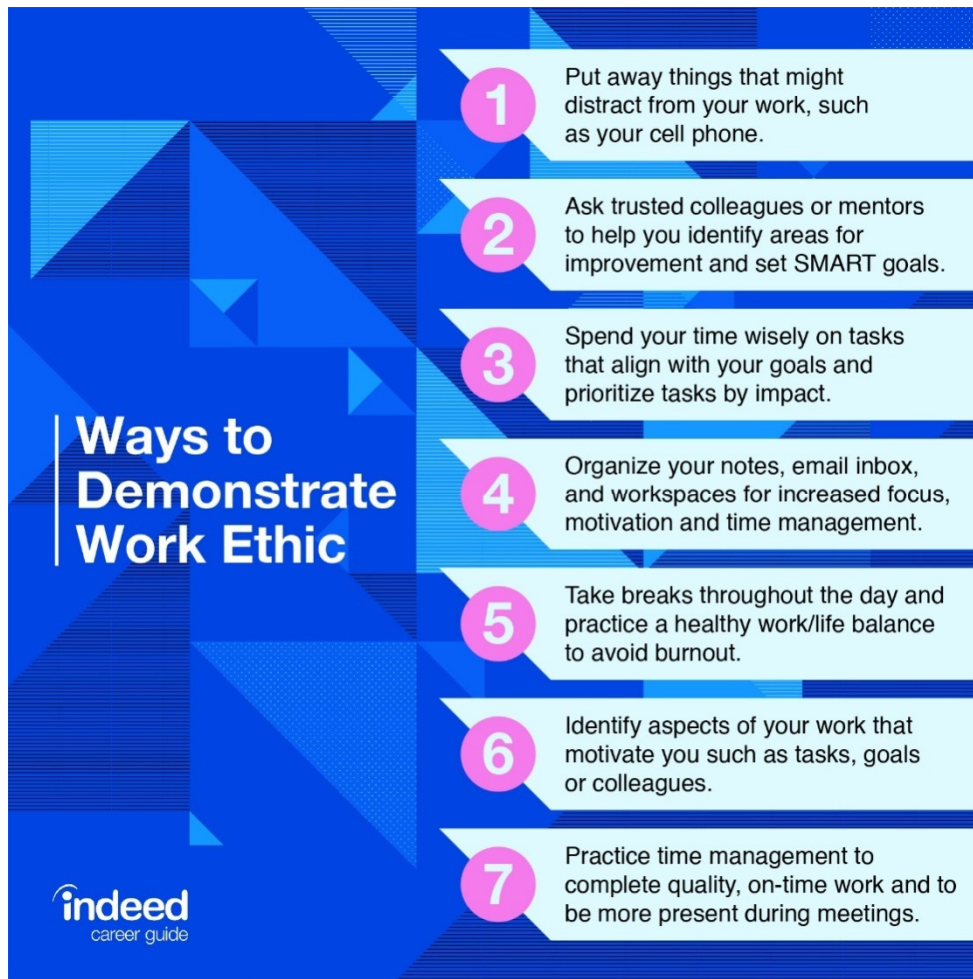 Ways to
Demonstrate
Work Ethic
1
Put away things that might
distract from your work, such
as your cell phone.
2
Ask trusted colleagues or mentors
to help you identify areas for
improvement and set SMART goals.
3
Spend your time wisely on tasks
that align with your goals and
prioritize tasks by impact.
4
Organize your notes, email inbox,
and workspaces for increased focus,
motivation and time management.
5
Take breaks throughout the day and
practice a healthy work/life balance
to avoid burnout.
6
Identify aspects of your work that
motivate you such as tasks, goals
or colleagues.
7
Practice time management to
complete quality, on-time work and to
be more present during meetings.
indeed
career guide